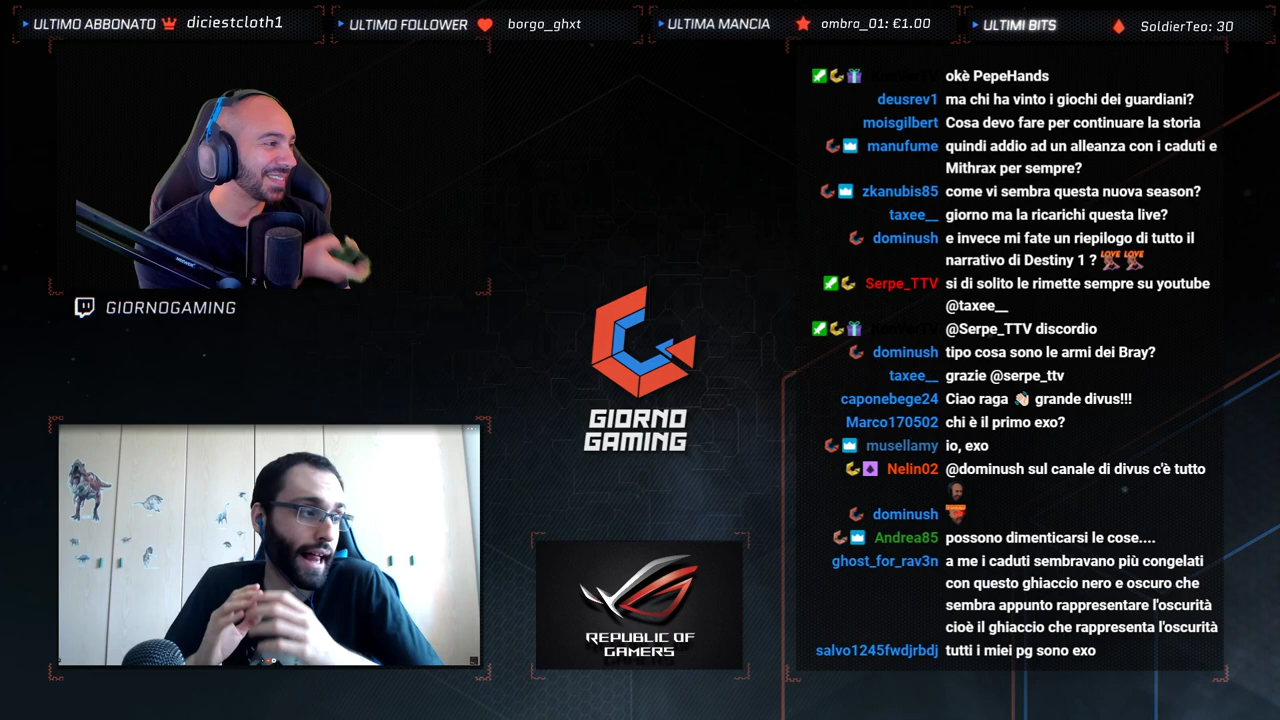 ULTIMO ABBONATO diciestcloth1
ULTIMO FOLLOWER borgo_ghxt
ULTIMA MANCIA ombra_01: €1.00
ULTIMI BITS SoldierTea: 30
GIORNOGAMING
GIORNO
GAMING
REPUBLIC OF
GAMERS
okè PepeHands
deusrev1 ma chi ha vinto i giochi dei guardiani?
moisgilbert Cosa devo fare per continuare la storia
manufume quindi addio ad un alleanza con i caduti e
Mithrax per sempre?
zkanubis85 come vi sembra questa nuova season?
taxee__ giorno ma la ricarichi questa live?
dominush e invece mi fate un riepilogo di tutto il
narrativo di Destiny 1 ? LOVE LOVE
Serpe_TTV si di solito le rimette sempre su youtube
@taxee__
@Serpe_TTV discordio
dominush tipo cosa sono le armi dei Bray?
taxee__ grazie @serpe_ttv
caponebege24 Ciao raga 👋🏻 grande divus!!!
Marco170502 chi è il primo exo?
musellamy io, exo
Nelin02 @dominush sul canale di divus c'è tutto
dominush
Andrea85 possono dimenticarsi le cose....
ghost_for_rav3n a me i caduti sembravano più congelati
con questo ghiaccio nero e oscuro che
sembra appunto rappresentare l'oscurità
cioè il ghiaccio che rappresenta l'oscurità
salvo1245fwdjrbdj tutti i miei pg sono exo